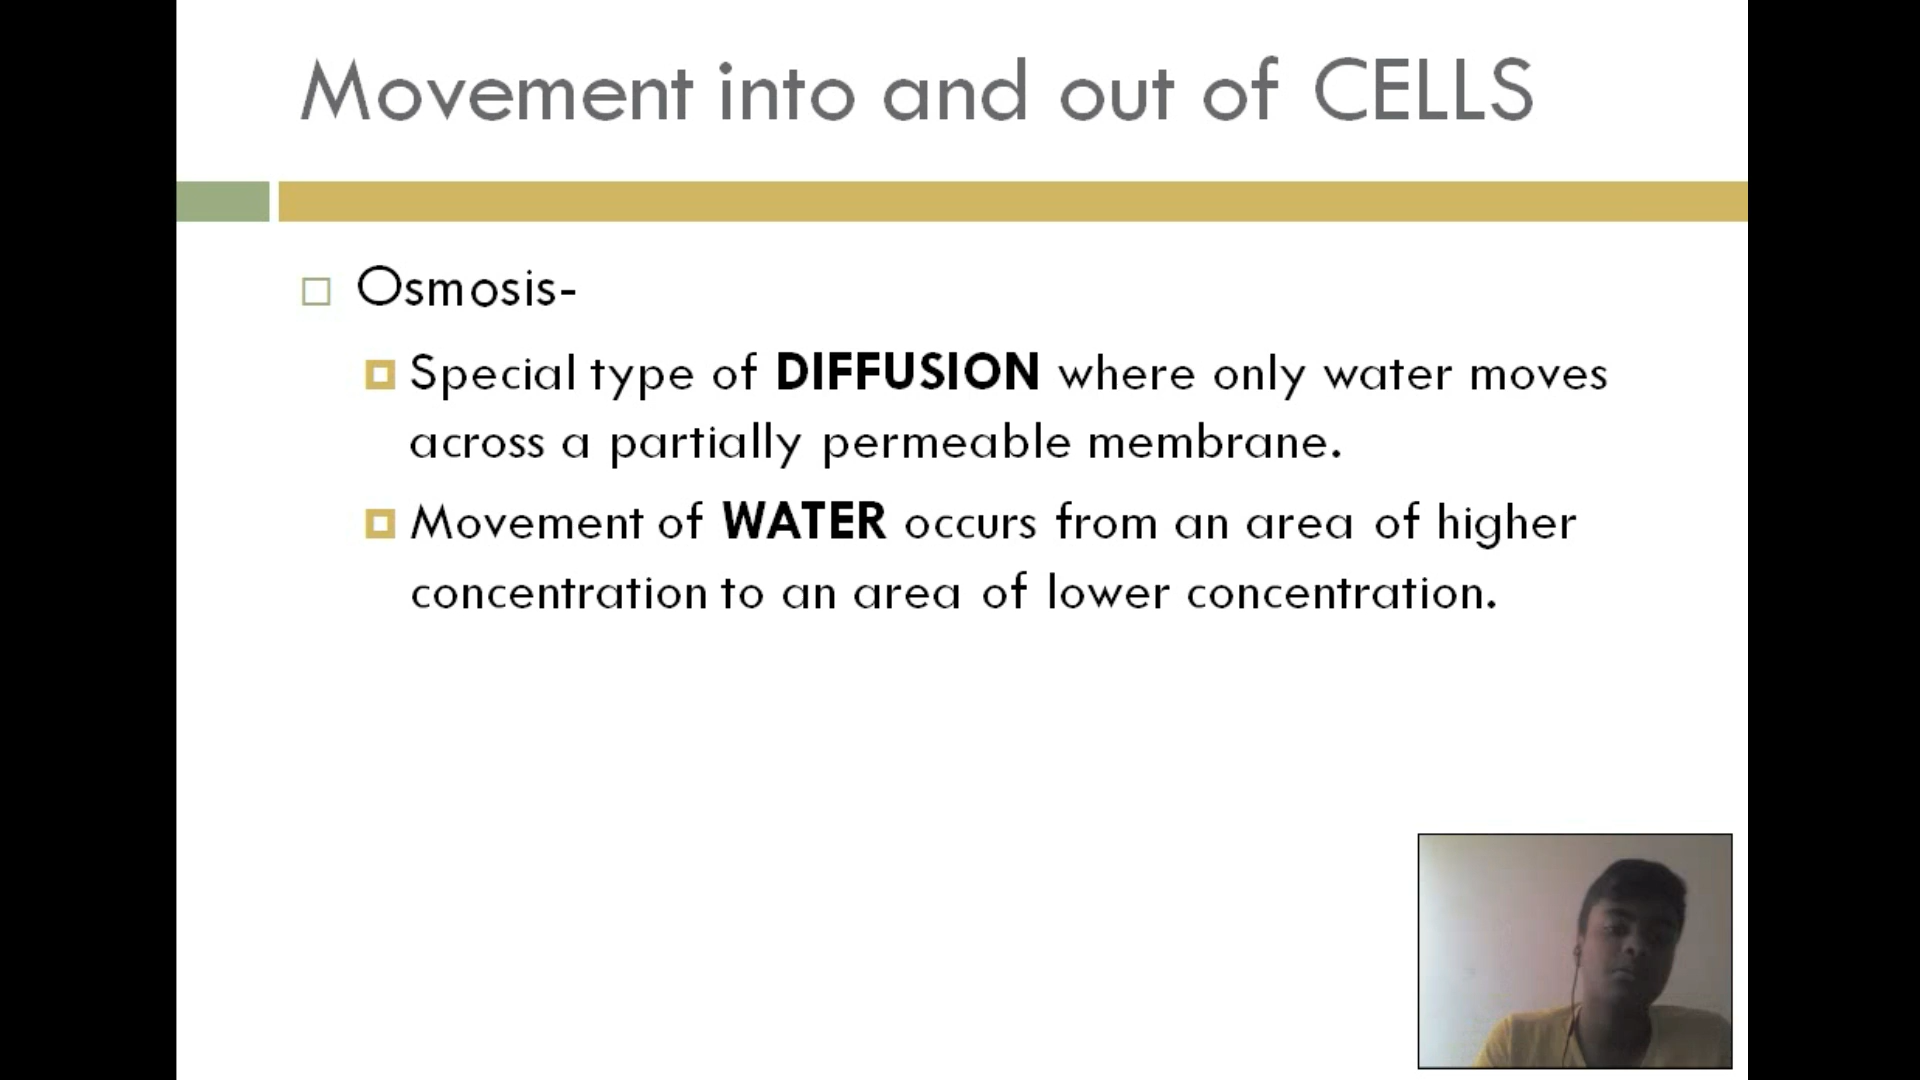 Movement into and out of CELLS
Osmosis-
Special type of DIFFUSION where only water moves
across a partially permeable membrane.
Movement of WATER occurs from an area of higher
concentration to an area of lower concentration.